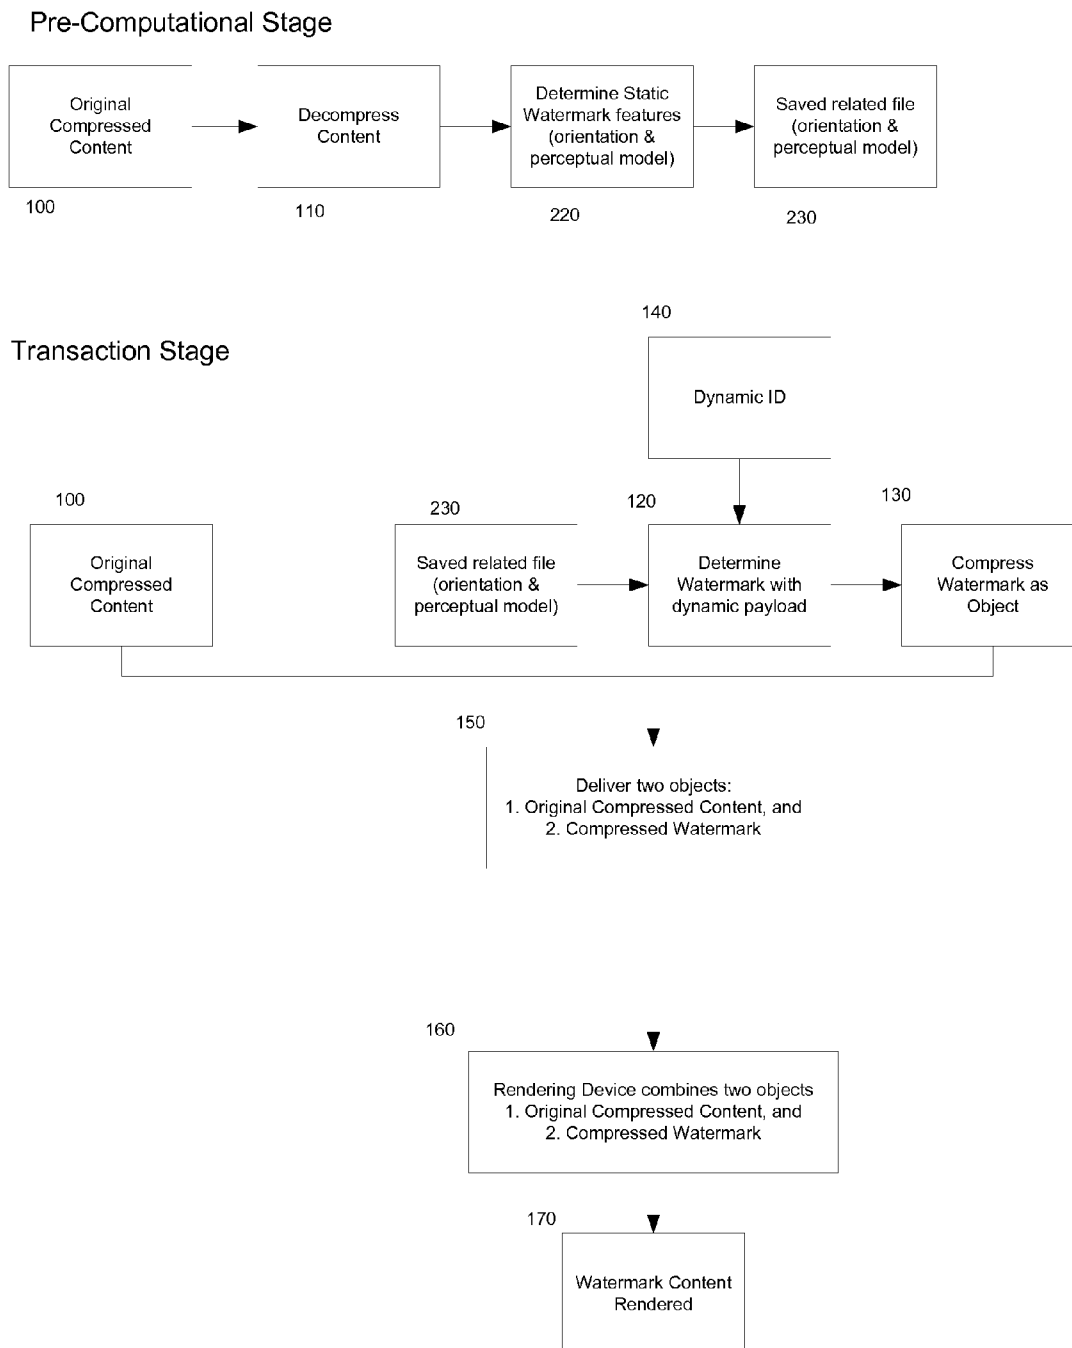 Pre-Computational Stage
Original
Compressed
Content
100
Decompress
Content
110
Determine Static
Watermark features
(orientation &
perceptual model)
220
Saved related file
(orientation &
perceptual model)
230
Transaction Stage
140
Dynamic ID
100
Original
Compressed
Content
230
Saved related file
(orientation &
perceptual model)
120
Determine
Watermark with
dynamic payload
130
Compress
Watermark as
Object
150
Deliver two objects:
1. Original Compressed Content, and
2. Compressed Watermark
160
Rendering Device combines two objects
1. Original Compressed Content, and
2. Compressed Watermark
170
Watermark Content
Rendered